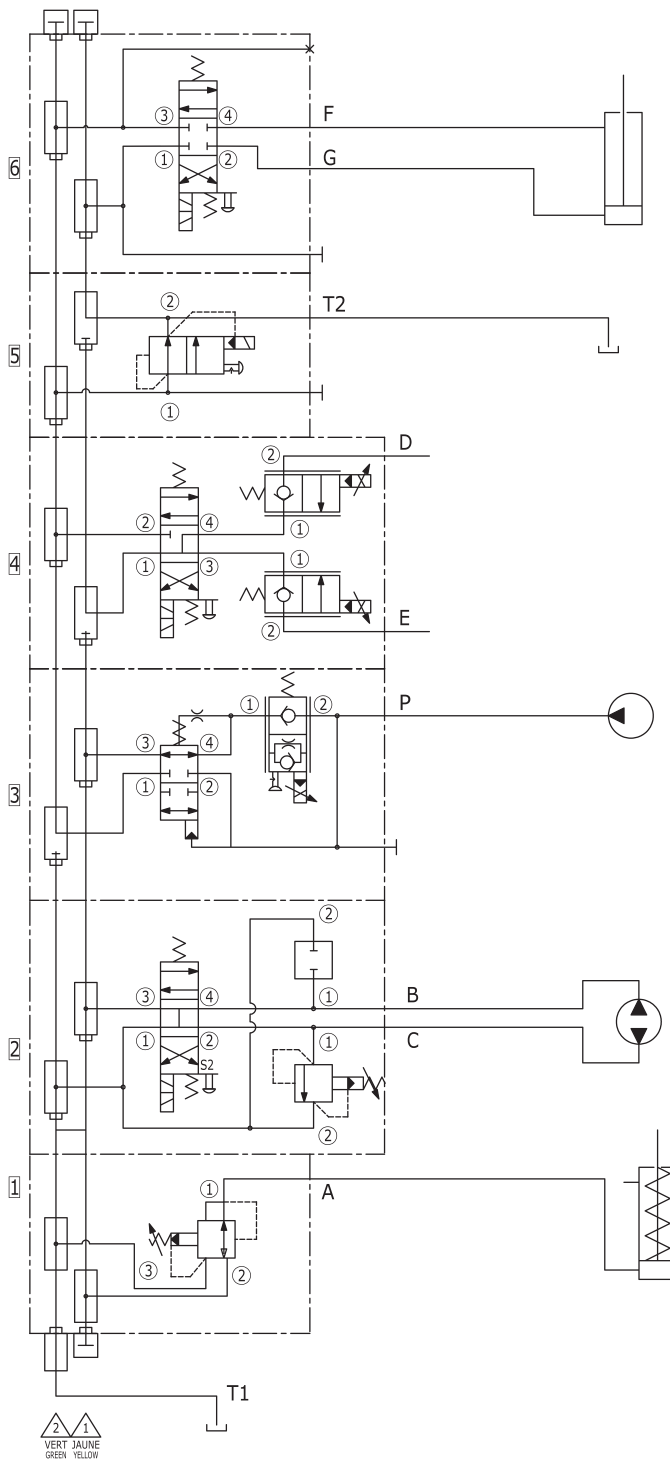 ③ ④ F
① ② G
6
② T2
5
①
② D
② ④ ①
4
① ③ ①
② E
① ② P
③ ④
3
① ②
②
③ ④ ① B
① ② ① C
2
S2
②
1
① A
③ ②
T1
2 1
VERT JAUNE
GREEN YELLOW